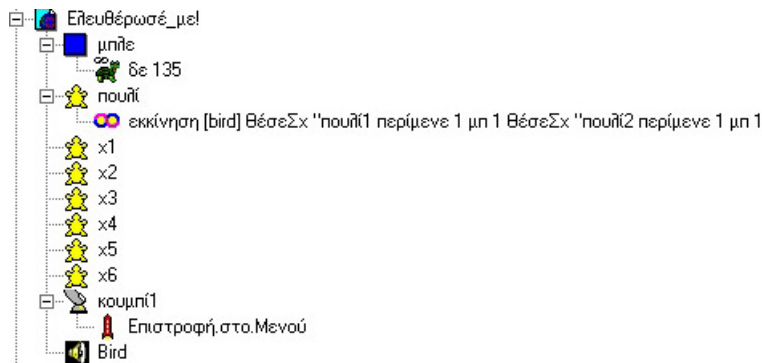 Ελευθέρωσέ_με!
μπλε
δε 135
πουλί
εκκίνηση [bird] θέσεΣχ "πουλί1 περίμενε 1 μπ 1 θέσεΣχ "πουλί2 περίμενε 1 μπ 1
x1
x2
x3
x4
x5
x6
κουμπί1
Επιστροφή.στο.Μενού
Bird